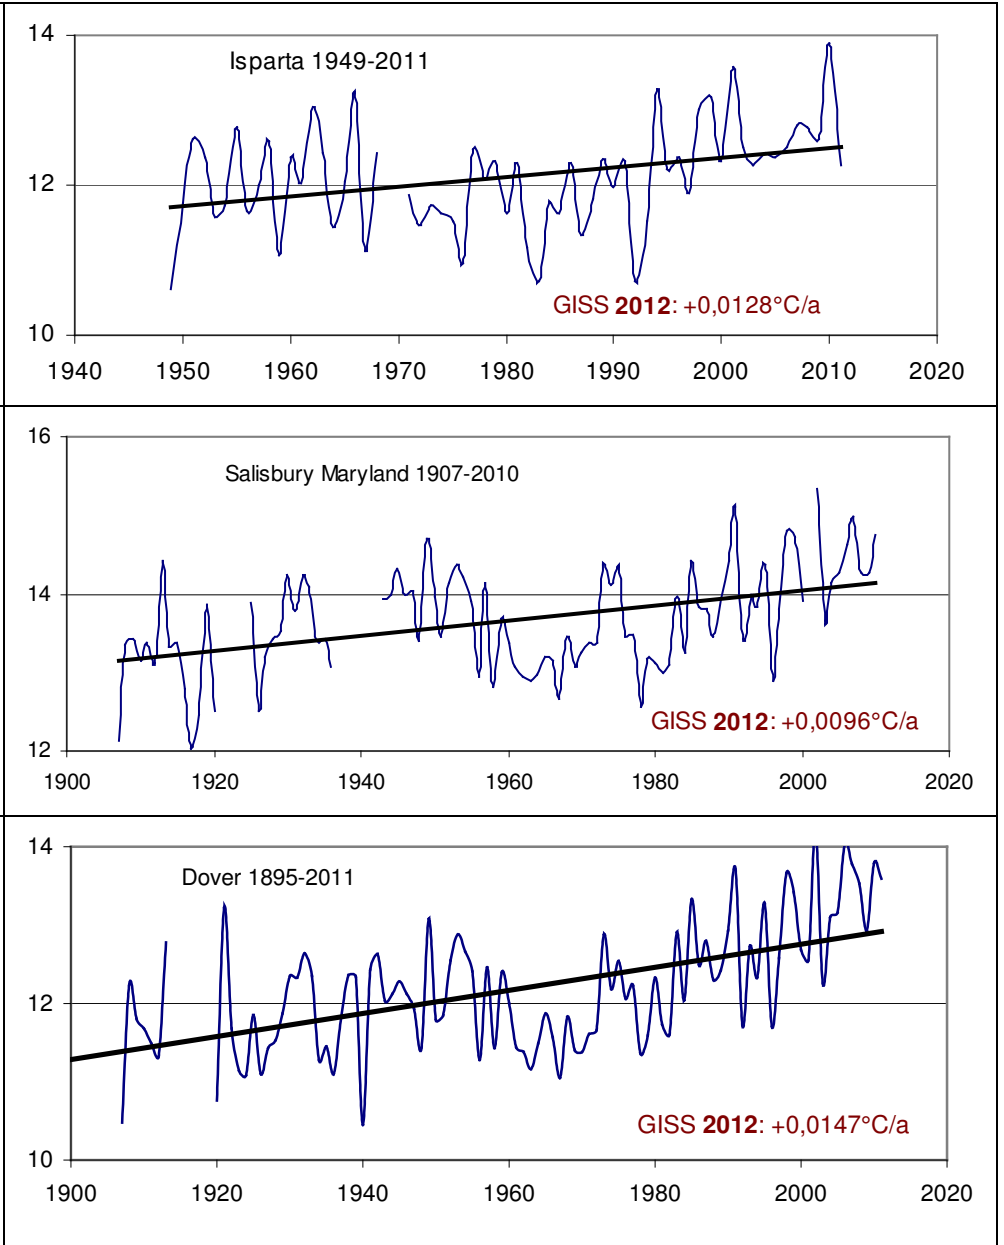 14
Isparta 1949-2011
12
GISS 2012: +0,0128°C/a
10
1940 1950 1960 1970 1980 1990 2000 2010 2020
16
Salisbury Maryland 1907-2010
14
GISS 2012: +0,0096°C/a
12
1900 1920 1940 1960 1980 2000 2020
14
Dover 1895-2011
12
GISS 2012: +0,0147°C/a
10
1900 1920 1940 1960 1980 2000 2020